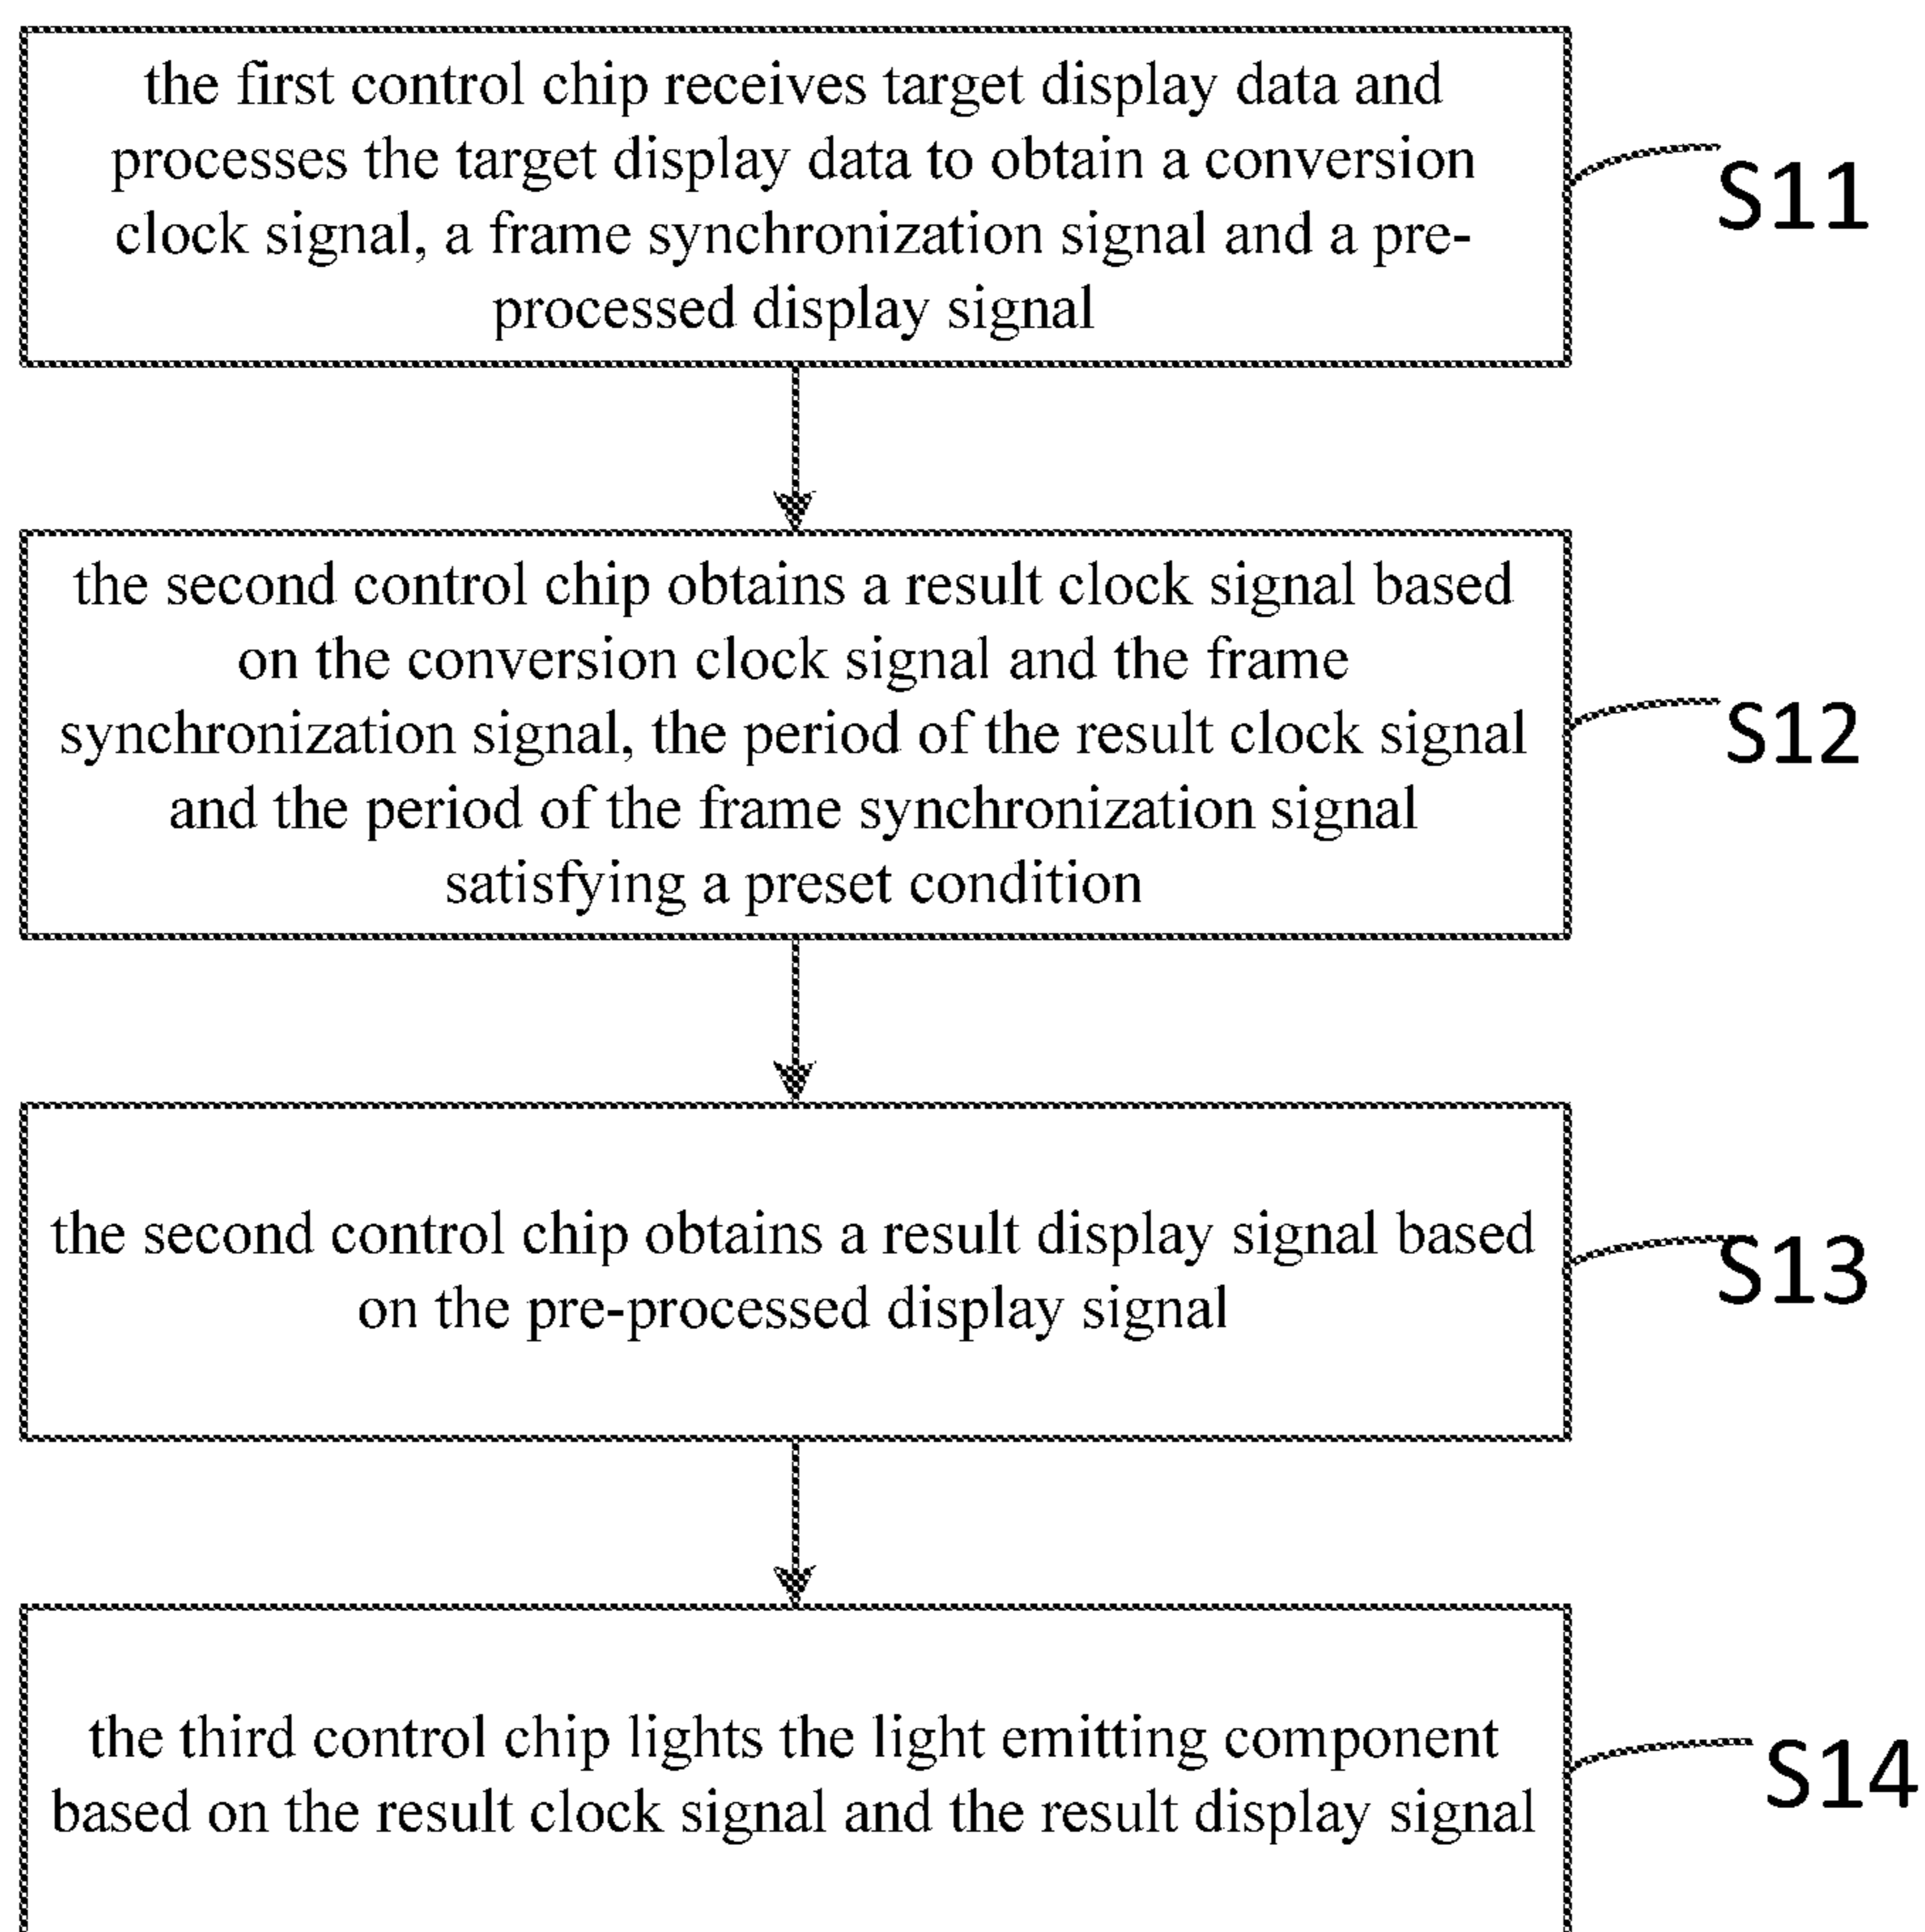 the first control chip receives target display data and
processes the target display data to obtain a conversion
clock signal, a frame synchronization signal and a pre-
processed display signal
S11
the second control chip obtains a result clock signal based
on the conversion clock signal and the frame
synchronization signal, the period of the result clock signal
and the period of the frame synchronization signal
satisfying a preset condition
S12
the second control chip obtains a result display signal based
on the pre-processed display signal
S13
the third control chip lights the light emitting component
based on the result clock signal and the result display signal
S14